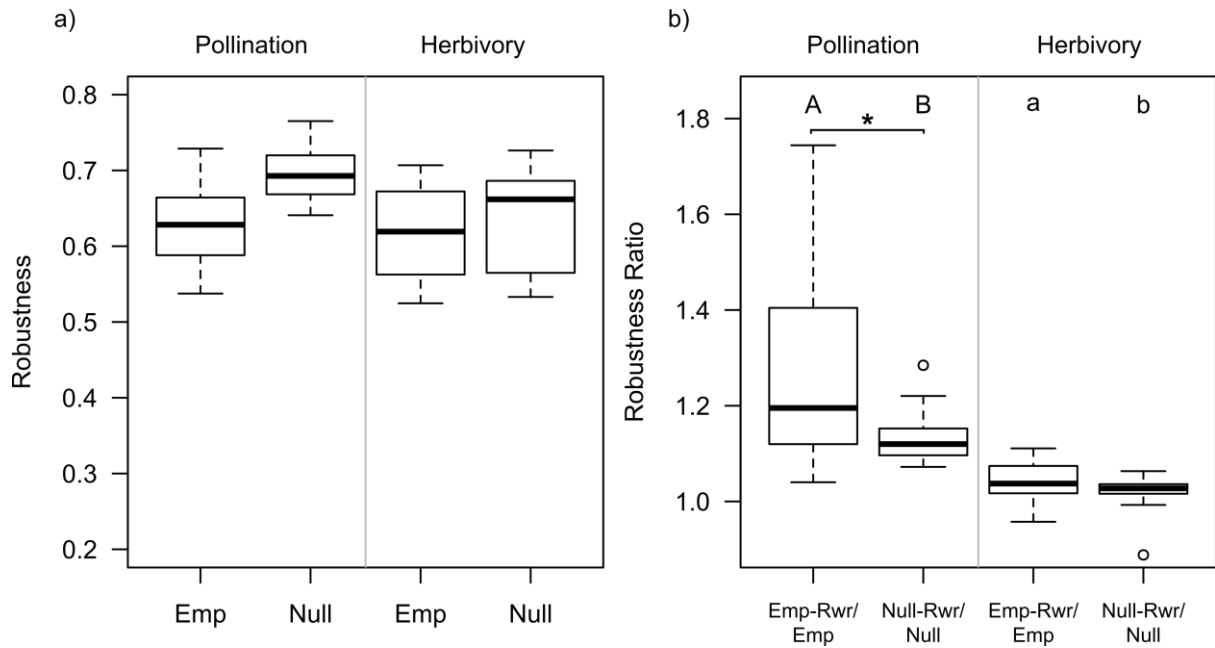 a)
Pollination
Herbivory
Robustness
0.8
0.7
0.6
0.5
0.4
0.3
0.2
Emp
Null
Emp
Null
b)
Pollination
Herbivory
Robustness Ratio
A
B
a
b
*
1.8
1.6
1.4
1.2
1.0
Emp-Rwr/
Emp
Null-Rwr/
Null
Emp-Rwr/
Emp
Null-Rwr/
Null